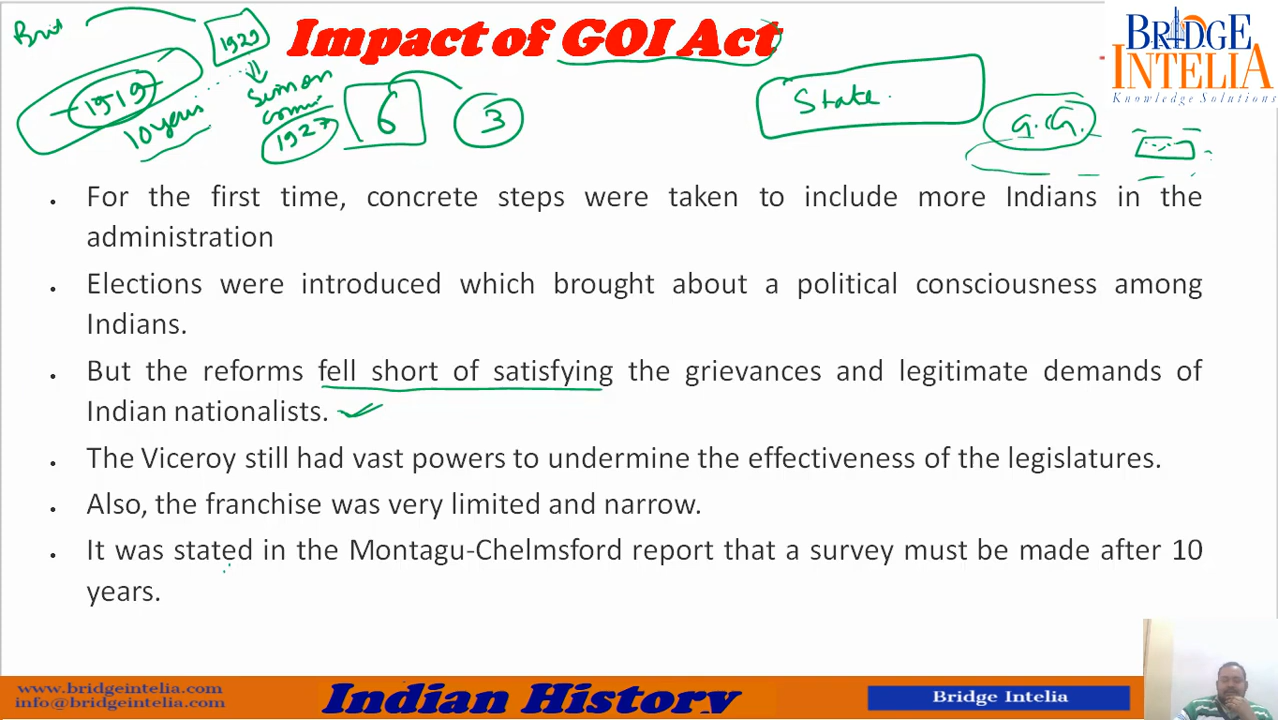 Brit
1929
Impact of GOI Act
BRIDGE
INTELIA
Knowledge Solutions
1919
10 years
Simon
1927
6
3
State
G.G.
For the first time, concrete steps were taken to include more Indians in the
administration
Elections were introduced which brought about a political consciousness among
Indians.
But the reforms fell short of satisfying the grievances and legitimate demands of
Indian nationalists.
The Viceroy still had vast powers to undermine the effectiveness of the legislatures.
Also, the franchise was very limited and narrow.
It was stated in the Montagu-Chelmsford report that a survey must be made after 10
years.
www.bridgeintelia.com
info@bridgeintelia.com
Indian History
Bridge Intelia